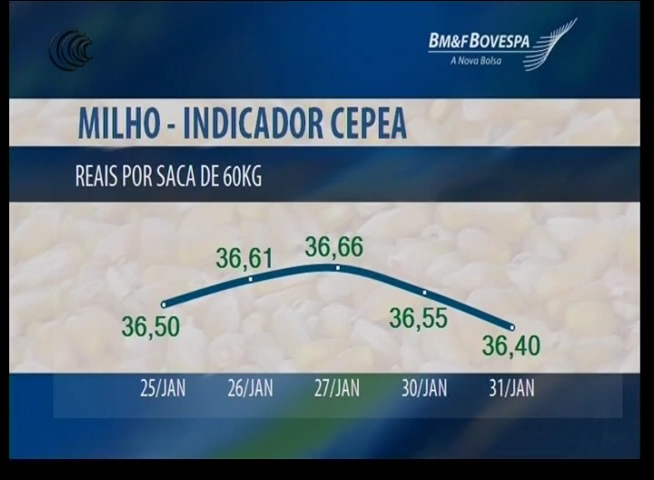 BM&FBOVESPA
A Nova Bolsa
MILHO - INDICADOR CEPEA
REAIS POR SACA DE 60KG
36,50
36,61
36,66
36,55
36,40
25/JAN
26/JAN
27/JAN
30/JAN
31/JAN